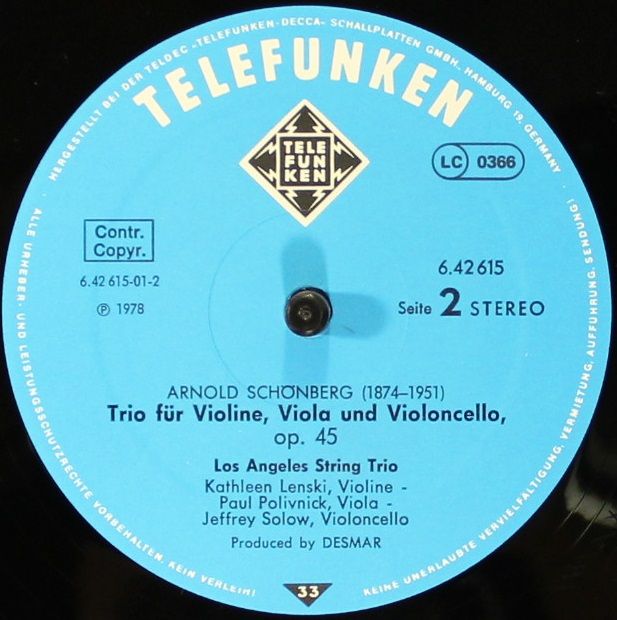 HERGESTELLT BEI DER TELDEC »TELEFUNKEN-DECCA« SCHALLPLATTEN GMBH., HAMBURG 19, GERMANY
TELEFUNKEN
TELE
FUN
KEN
LC 0366
Contr.
Copyr.
6.42 615-01-2
Ⓟ 1978
6.42 615
Seite 2 STEREO
ARNOLD SCHÖNBERG (1874–1951)
Trio für Violine, Viola und Violoncello,
op. 45
Los Angeles String Trio
Kathleen Lenski, Violine -
Paul Polivnick, Viola -
Jeffrey Solow, Violoncello
Produced by DESMAR
33
ALLE URHEBER- UND LEISTUNGSSCHUTZRECHTE VORBEHALTEN. KEIN VERLEIH!
KEINE UNERLAUBTE VERVIELFÄLTIGUNG, VERMIETUNG, AUFFÜHRUNG, SENDUNG!